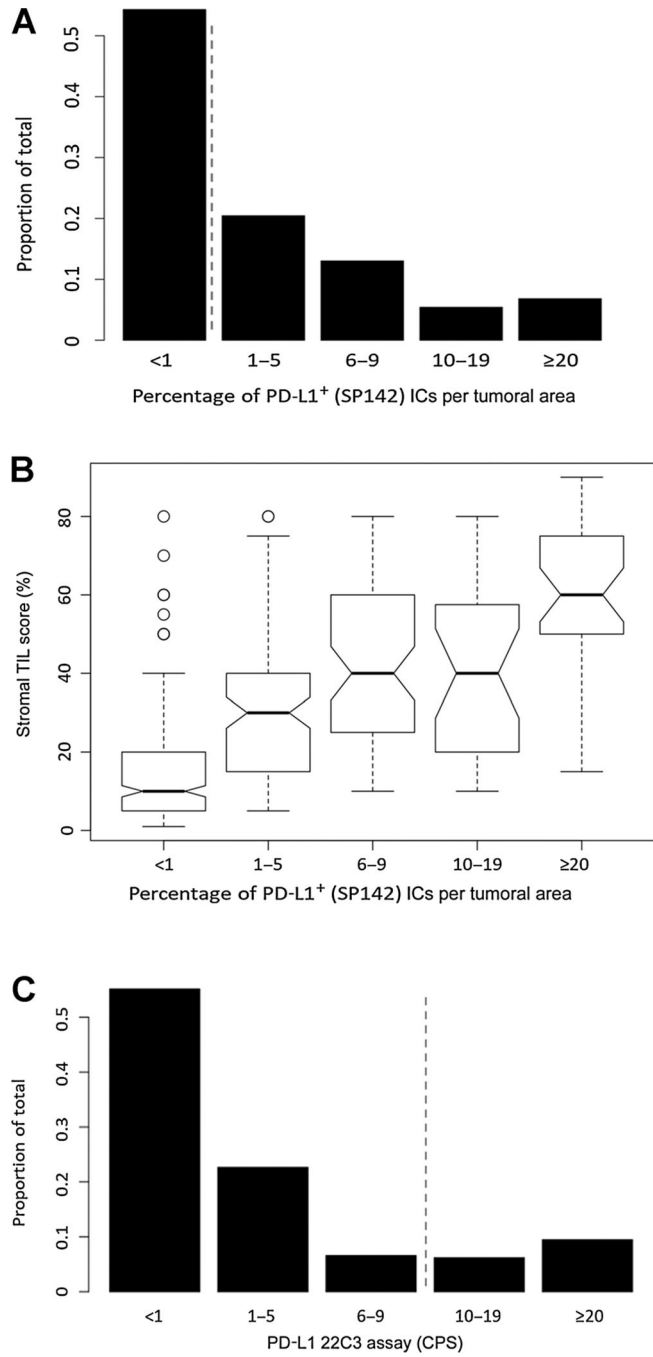 A
Proportion of total
0.5
0.4
0.3
0.2
0.1
0
<1 1–5 6–9 10–19 ≥20
Percentage of PD-L1⁺ (SP142) ICs per tumoral area
B
Stromal TIL score (%)
80
60
40
20
0
<1 1–5 6–9 10–19 ≥20
Percentage of PD-L1⁺ (SP142) ICs per tumoral area
C
Proportion of total
0.5
0.4
0.3
0.2
0.1
0
<1 1–5 6–9 10–19 ≥20
PD-L1 22C3 assay (CPS)